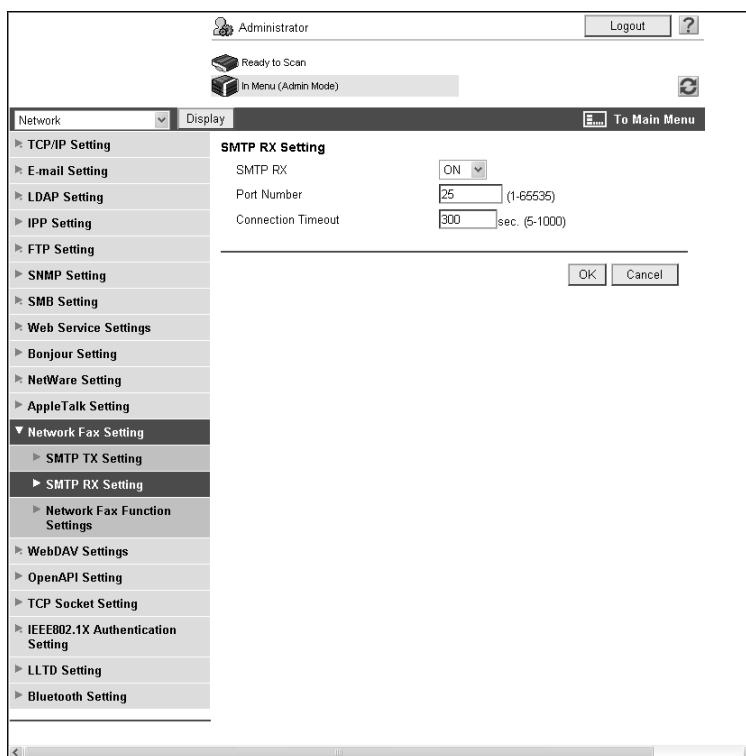 Administrator
Logout
?
Ready to Scan
In Menu (Admin Mode)
Network
Display
To Main Menu
TCP/IP Setting
E-mail Setting
LDAP Setting
IPP Setting
FTP Setting
SNMP Setting
SMB Setting
Web Service Settings
Bonjour Setting
NetWare Setting
AppleTalk Setting
Network Fax Setting
SMTP TX Setting
SMTP RX Setting
Network Fax Function
Settings
WebDAV Settings
OpenAPI Setting
TCP Socket Setting
IEEE802.1X Authentication
Setting
LLTD Setting
Bluetooth Setting
SMTP RX Setting
SMTP RX ON
Port Number 25 (1-65535)
Connection Timeout 300 sec. (5-1000)
OK Cancel